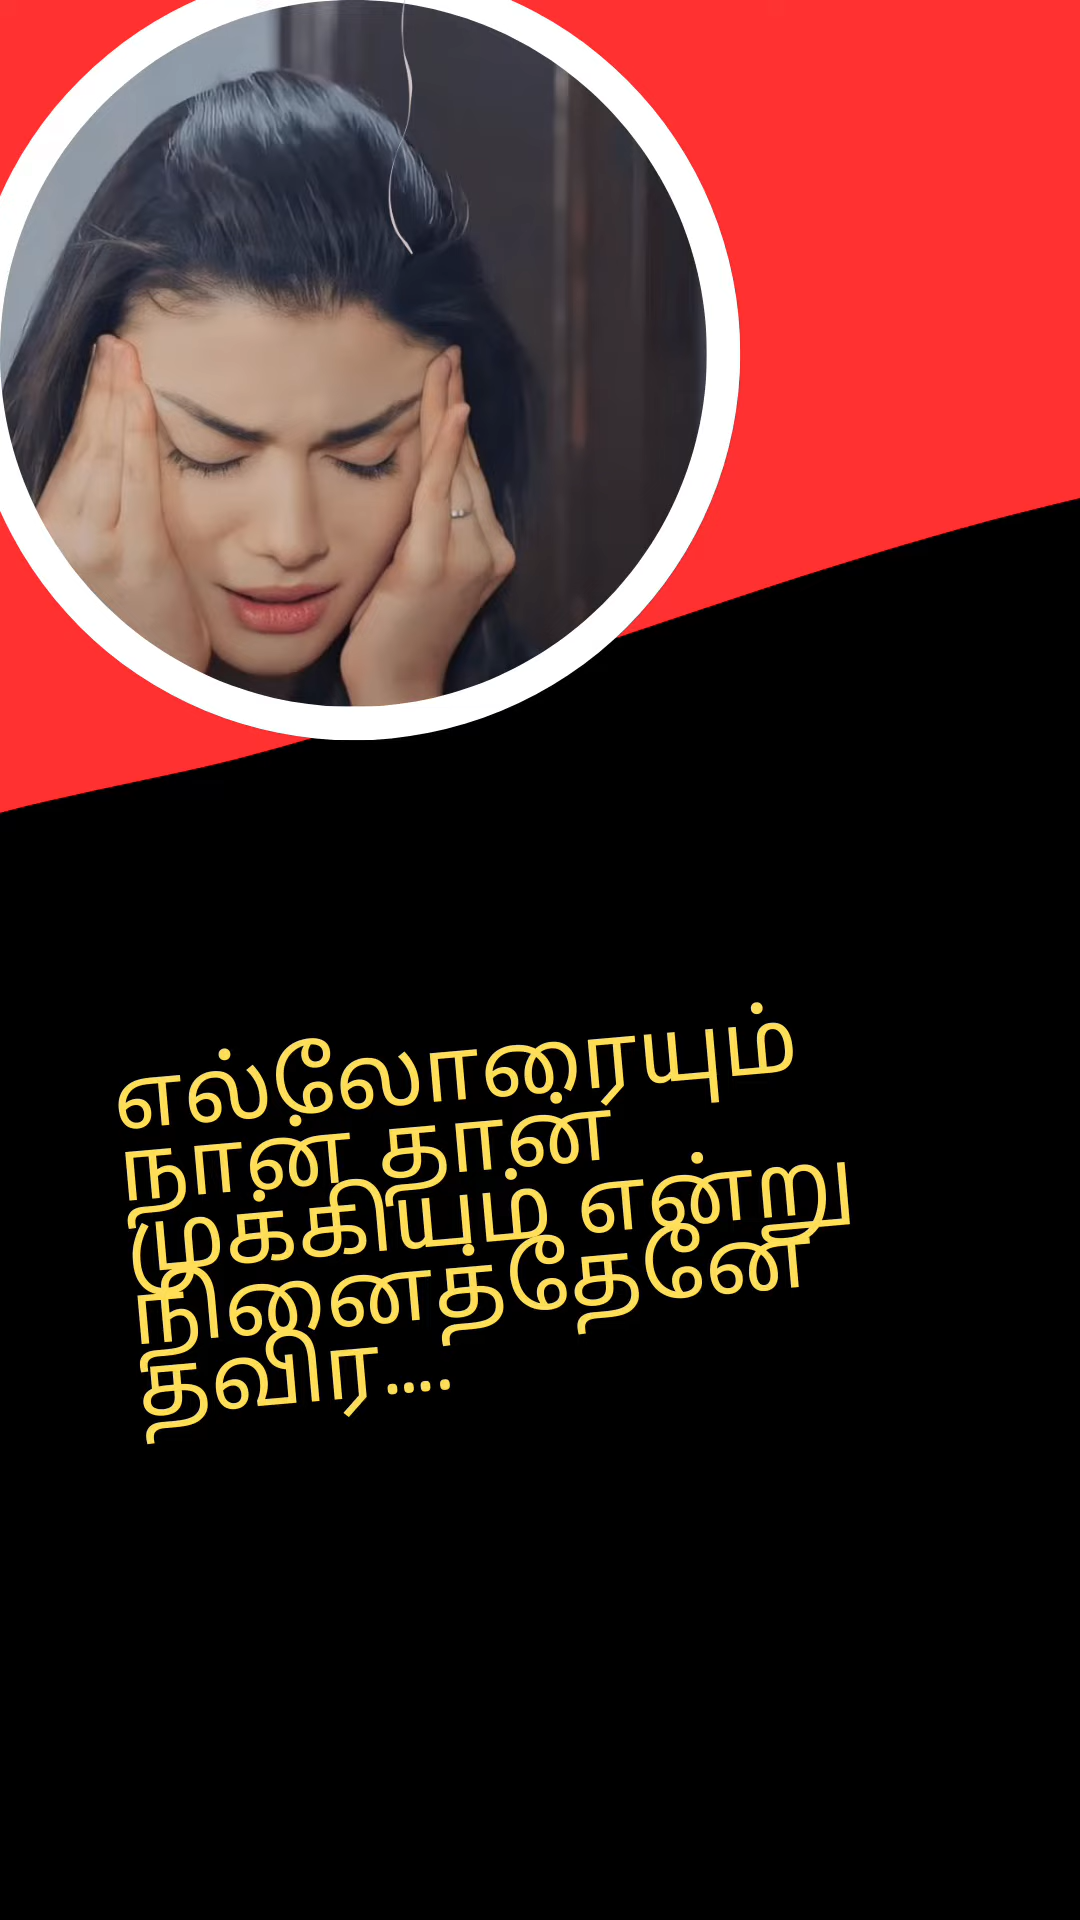 எல்லோரையும்
நான் தான்
முக்கியம் என்று
நினைத்தேனே
தவிர....